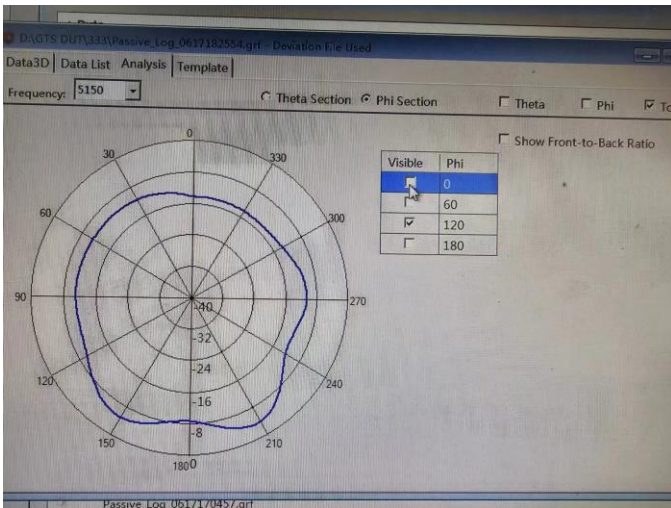 D:\GTS DUT\333\Passive_Log_0617182554.grf - Deviation File Used
Data3D Data List Analysis Template
Frequency: 5150 Theta Section Phi Section Theta Phi To
Show Front-to-Back Ratio
Visible Phi
0
60
120
180
0
30 330
60 300
90 270
120 240
150 210
180
-40
-32
-24
-16
-8
0
Passive_Log_0617170457.grf